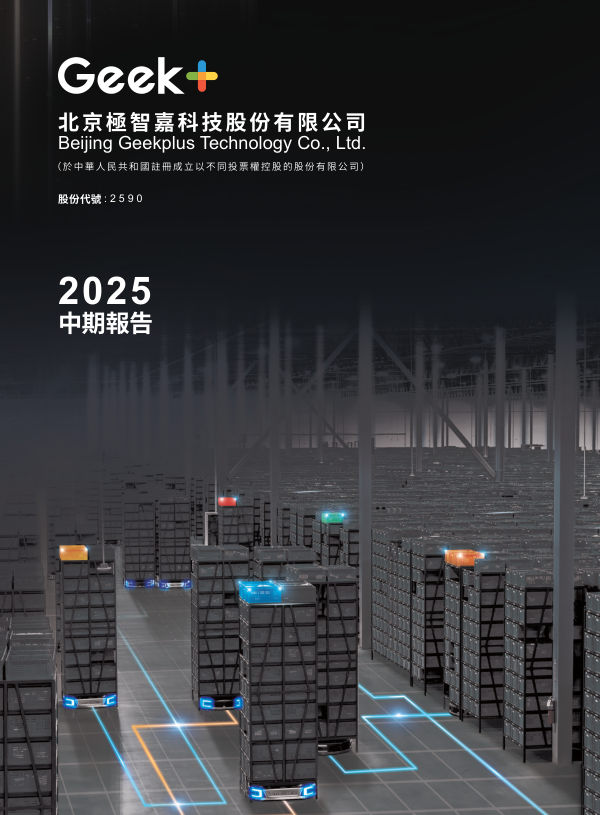 Geek+
北京極智嘉科技股份有限公司
Beijing Geekplus Technology Co., Ltd.
（於中華人民共和國註冊成立以不同投票權控股的股份有限公司）
股份代號 : 2590
2025
中期報告